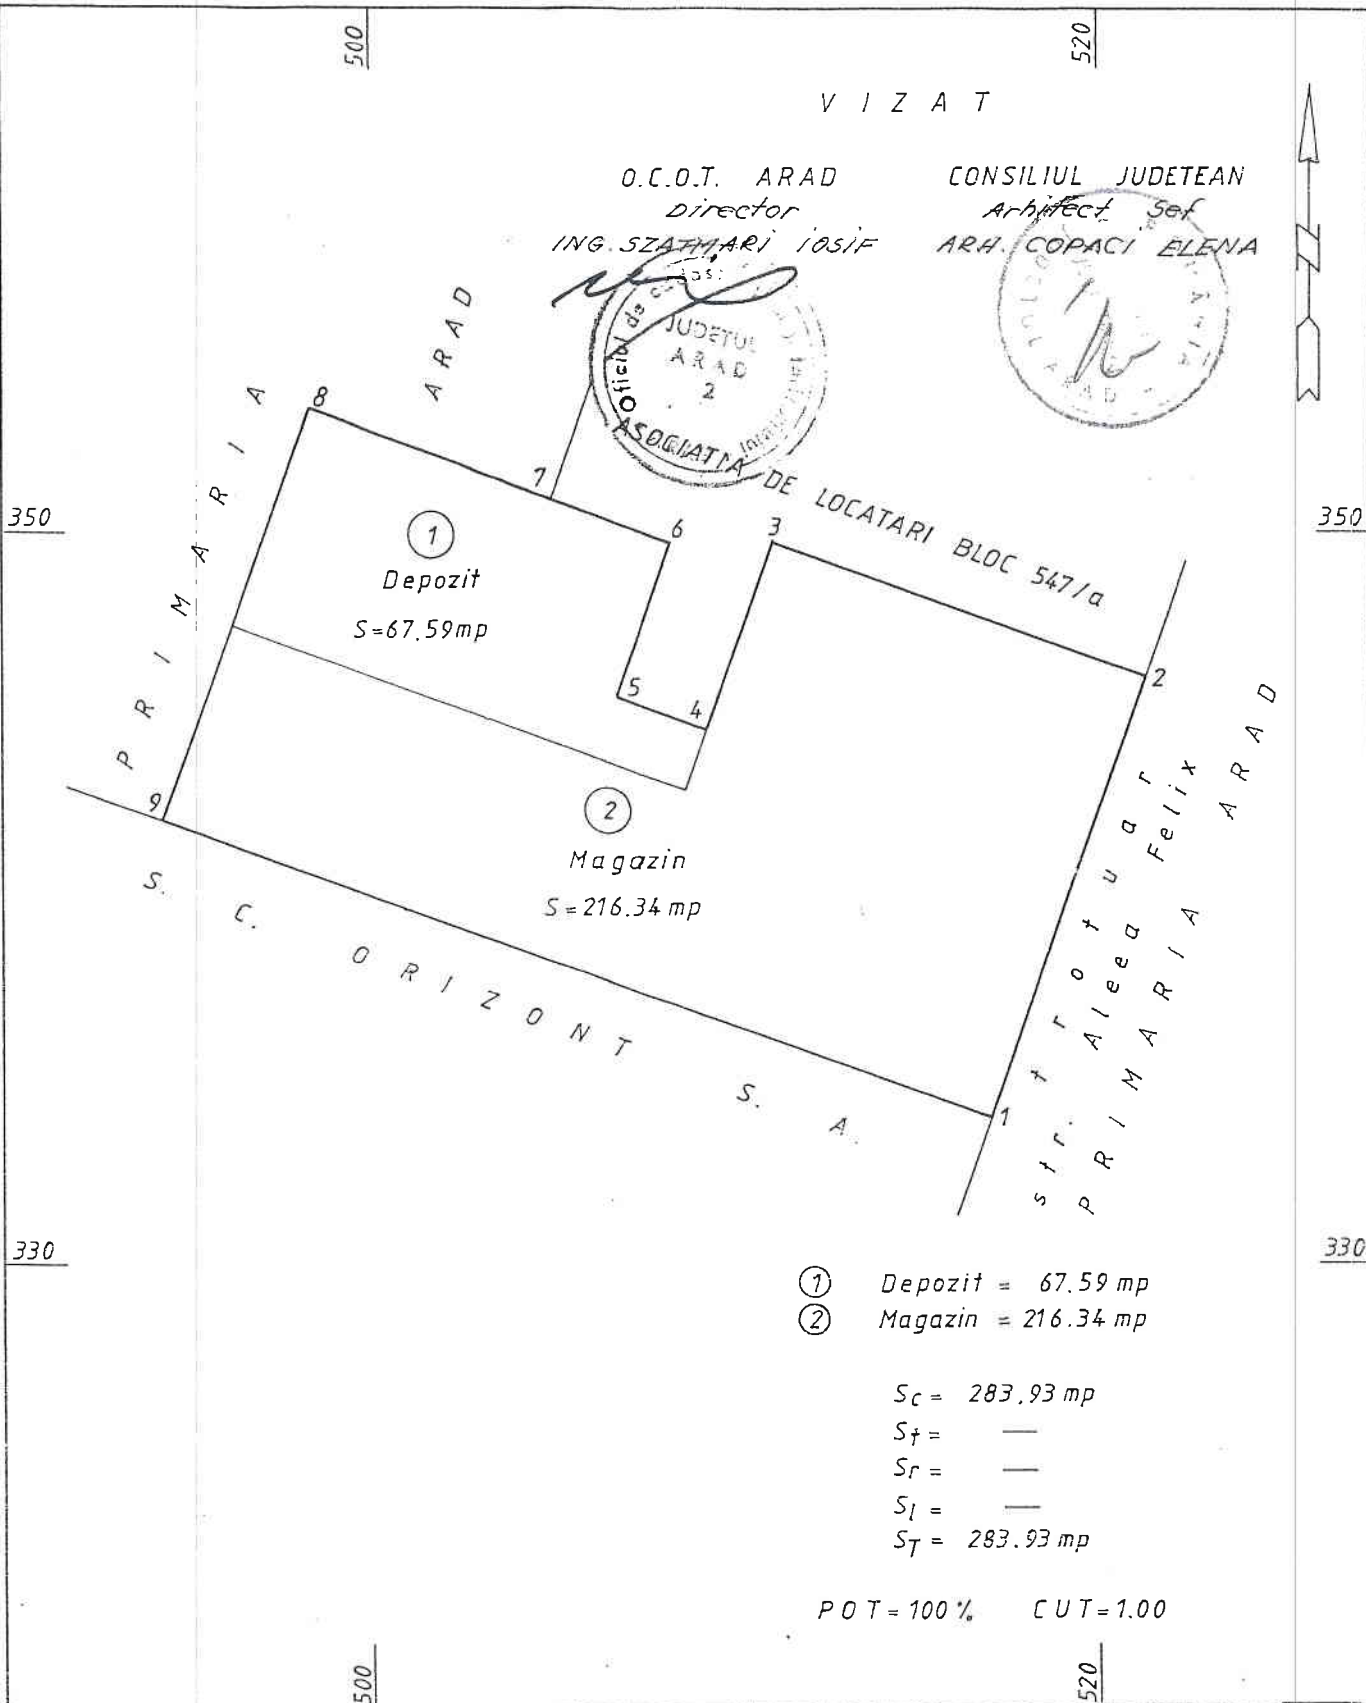 500
520
V I Z A T
O.C.O.T. ARAD
Director
ING. SZATMARI IOSIF
CONSILIUL JUDETEAN
Arhitect Sef
ARH. COPACI ELENA
Oficiul de
JUDETUL
ARAD
2
ARAD
PRIMARIA ARAD
ASOCIATIA DE LOCATARI BLOC 547/a
350
350
8
7
6
3
2
5
4
9
1
1
Depozit
S=67.59mp
2
Magazin
S=216.34 mp
S. C. ORIZONT S. A.
trotuar
str. Aleea Felix
PRIMARIA ARAD
330
330
1 Depozit = 67.59 mp
2 Magazin = 216.34 mp
Sc = 283.93 mp
St = —
Sr = —
Sl = —
ST = 283.93 mp
POT=100% CUT=1.00
500
520